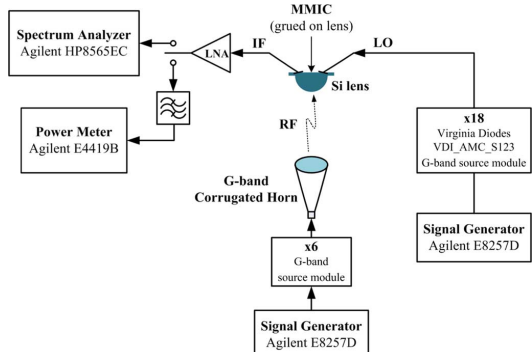 Spectrum Analyzer
Agilent HP8565EC
LNA
IF
MMIC
(grued on lens)
LO
Si lens
RF
Power Meter
Agilent E4419B
G-band
Corrugated Horn
x18
Virginia Diodes
VDI_AMC_S123
G-band source module
x6
G-band
source module
Signal Generator
Agilent E8257D
Signal Generator
Agilent E8257D